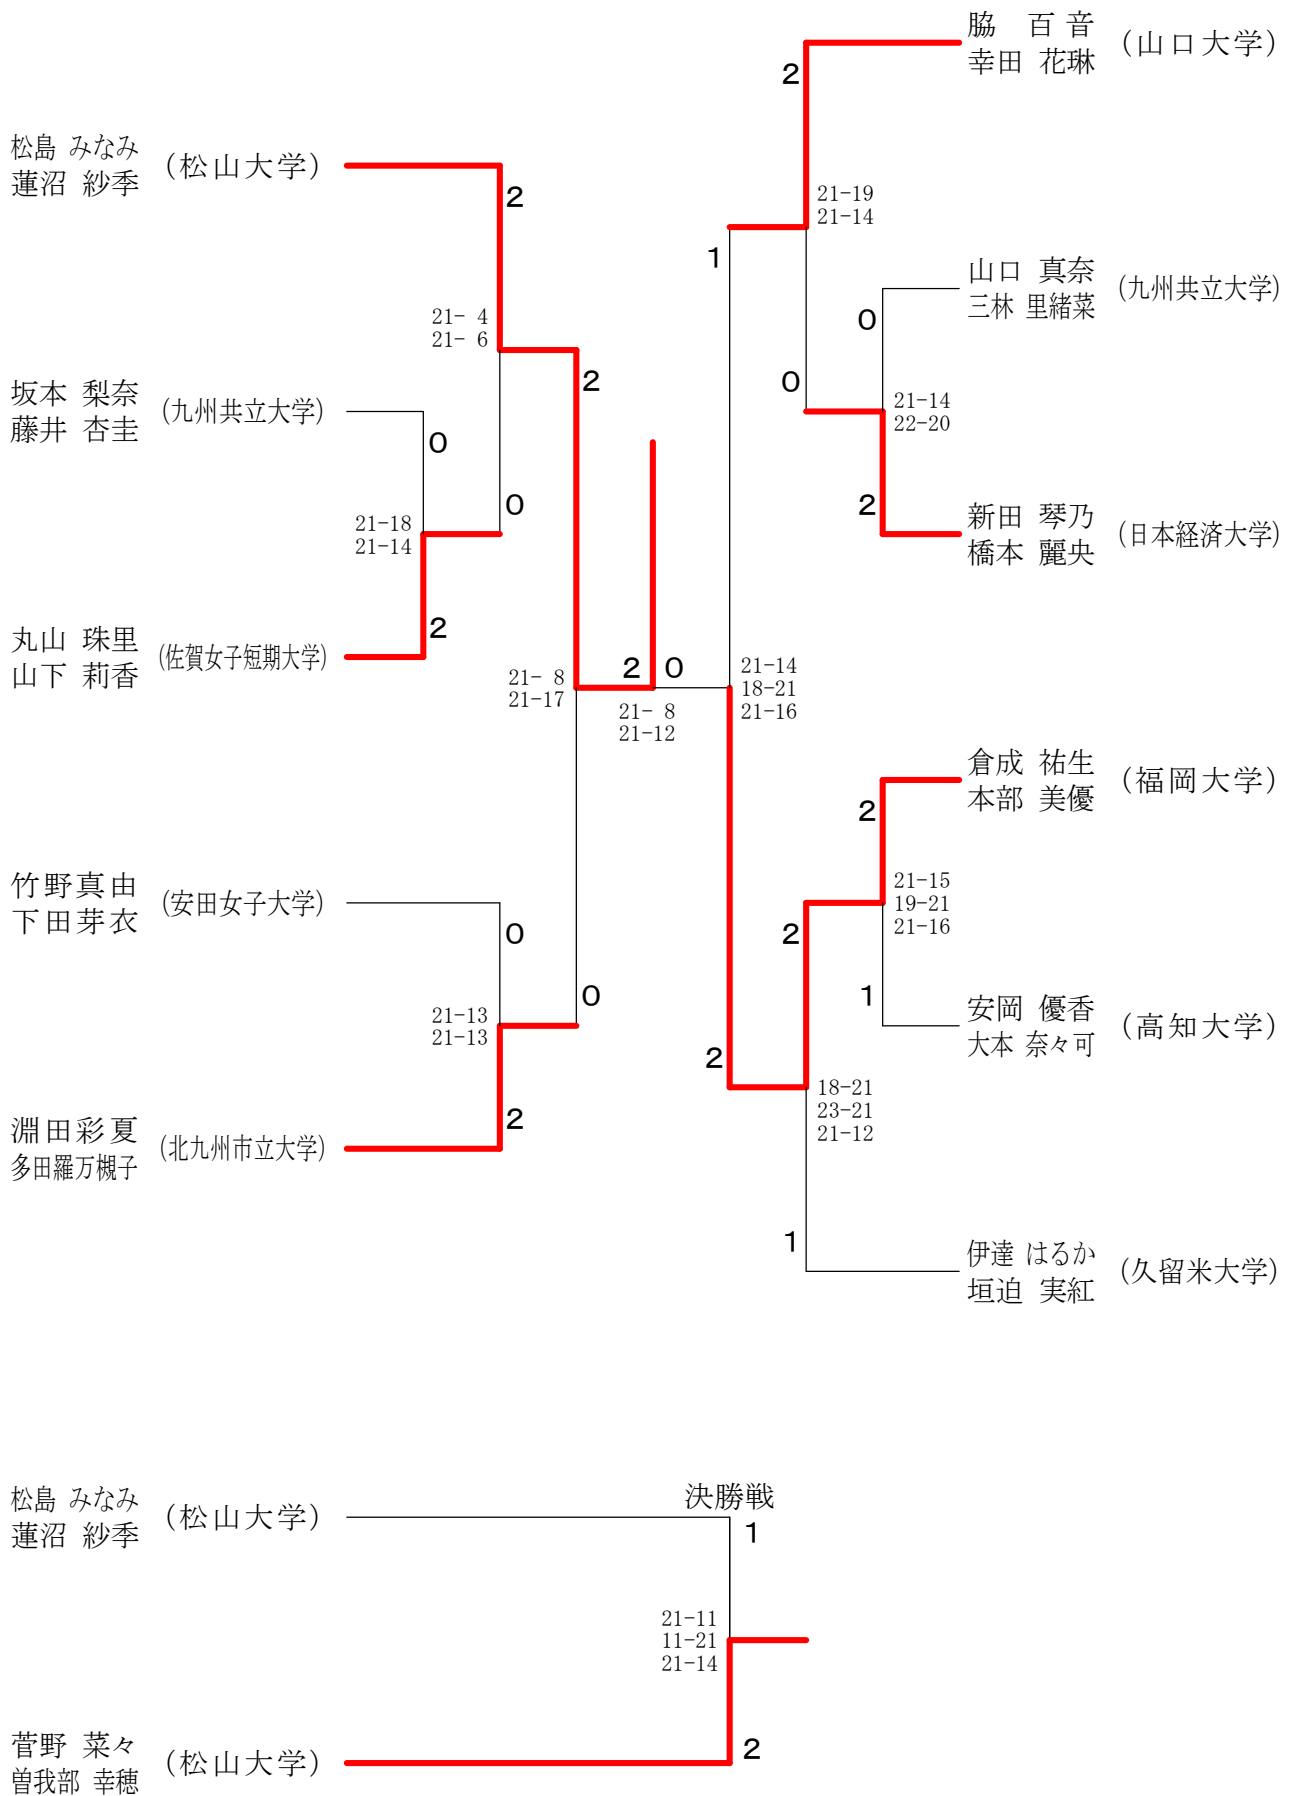 松島 みなみ
蓮沼 紗季
(松山大学)
2
21- 4
21- 6
坂本 梨奈
藤井 杏圭
(九州共立大学)
0
21-18
21-14
0
丸山 珠里
山下 莉香
(佐賀女子短期大学)
2
2
21- 8
21-17
竹野真由
下田芽衣
(安田女子大学)
0
21-13
21-13
0
淵田彩夏
多田羅万槻子
(北九州市立大学)
2
2
0
21- 8
21-12
脇 百音
幸田 花琳
(山口大学)
2
21-19
21-14
1
山口 真奈
三林 里緒菜
(九州共立大学)
0
0
21-14
22-20
新田 琴乃
橋本 麗央
(日本経済大学)
2
21-14
18-21
21-16
倉成 祐生
本部 美優
(福岡大学)
2
21-15
19-21
21-16
2
安岡 優香
大本 奈々可
(高知大学)
1
2
18-21
23-21
21-12
伊達 はるか
垣迫 実紅
(久留米大学)
1
決勝戦
松島 みなみ
蓮沼 紗季
(松山大学)
1
21-11
11-21
21-14
菅野 菜々
曽我部 幸穂
(松山大学)
2